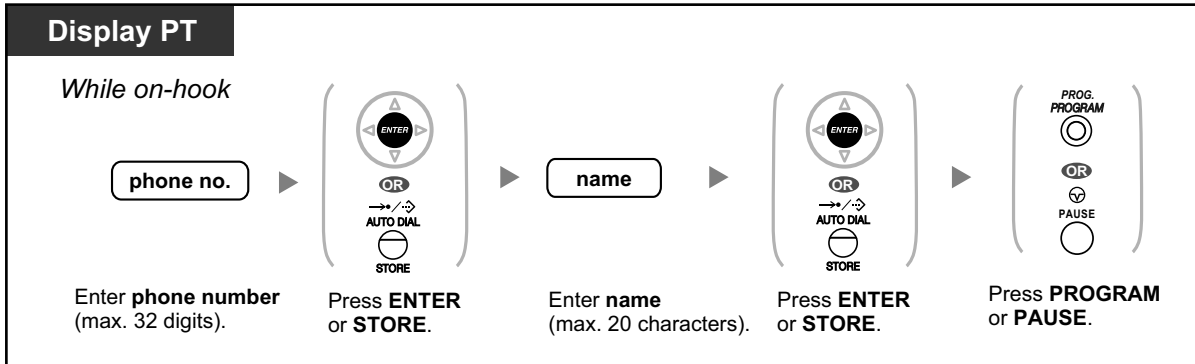 Display PT
While on-hook
phone no.
ENTER
OR
AUTO DIAL
STORE
name
ENTER
OR
AUTO DIAL
STORE
PROG.
PROGRAM
OR
PAUSE
Enter phone number
(max. 32 digits).
Press ENTER
or STORE.
Enter name
(max. 20 characters).
Press ENTER
or STORE.
Press PROGRAM
or PAUSE.